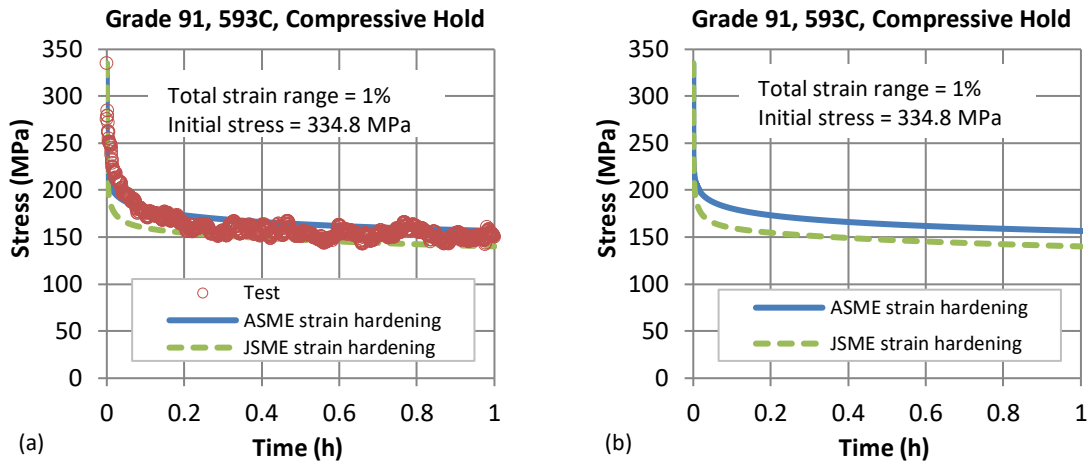 Grade 91, 593C, Compressive Hold
350
300
250
200
150
100
50
0
Stress (MPa)
Total strain range = 1%
Initial stress = 334.8 MPa
Test
ASME strain hardening
JSME strain hardening
0 0.2 0.4 0.6 0.8 1
Time (h)
(a)
Grade 91, 593C, Compressive Hold
350
300
250
200
150
100
50
0
Stress (MPa)
Total strain range = 1%
Initial stress = 334.8 MPa
ASME strain hardening
JSME strain hardening
0 0.2 0.4 0.6 0.8 1
Time (h)
(b)